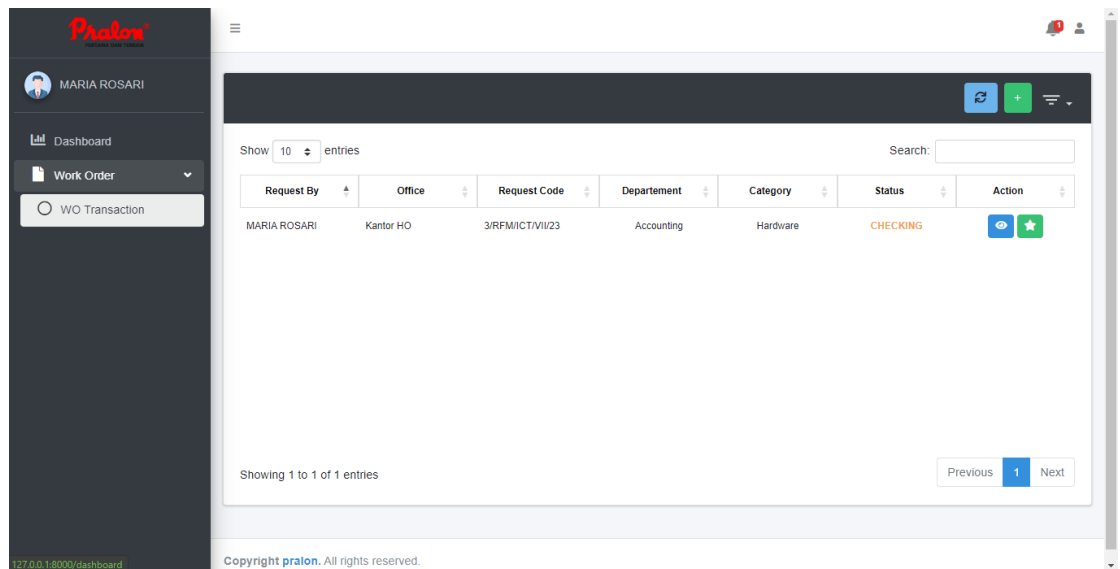 Pralon
1
MARIA ROSARI
+
Dashboard
Show 10 entries
Search:
Work Order
Request By Office Request Code Departement Category Status Action
WO Transaction
MARIA ROSARI Kantor HO 3/RFM/ICT/VII/23 Accounting Hardware CHECKING
Showing 1 to 1 of 1 entries
Previous 1 Next
Copyright pralon. All rights reserved.
127.0.0.1:8000/dashboard